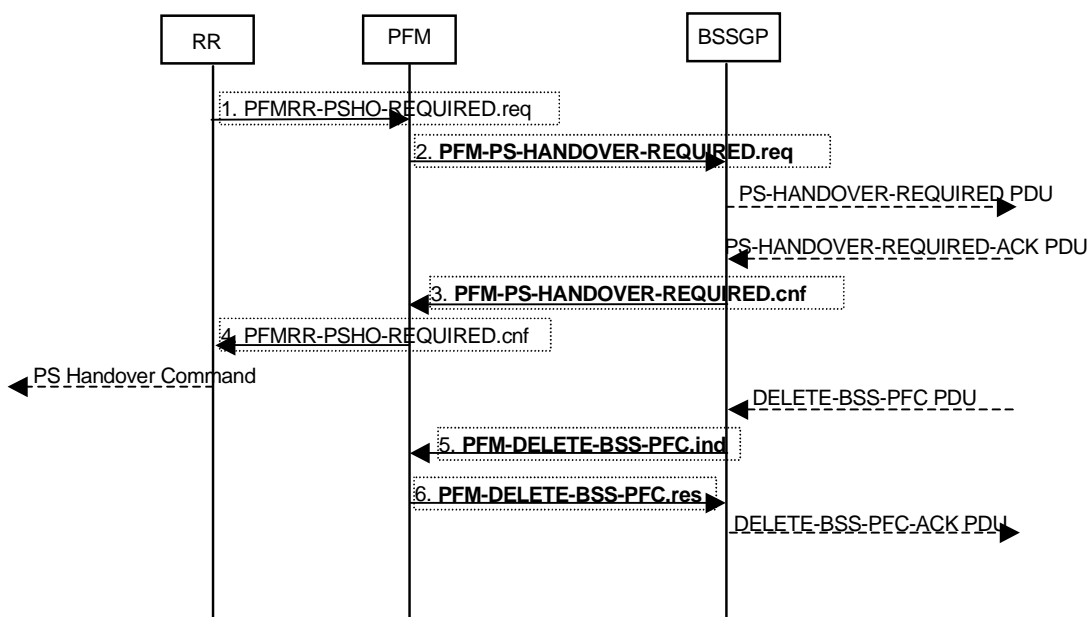 RR
PFM
BSSGP
1. PFMRR-PSHO-REQUIRED.req
2. PFM-PS-HANDOVER-REQUIRED.req
PS-HANDOVER-REQUIRED PDU
PS-HANDOVER-REQUIRED-ACK PDU
3. PFM-PS-HANDOVER-REQUIRED.cnf
4. PFMRR-PSHO-REQUIRED.cnf
PS Handover Command
DELETE-BSS-PFC PDU
5. PFM-DELETE-BSS-PFC.ind
6. PFM-DELETE-BSS-PFC.res
DELETE-BSS-PFC-ACK PDU